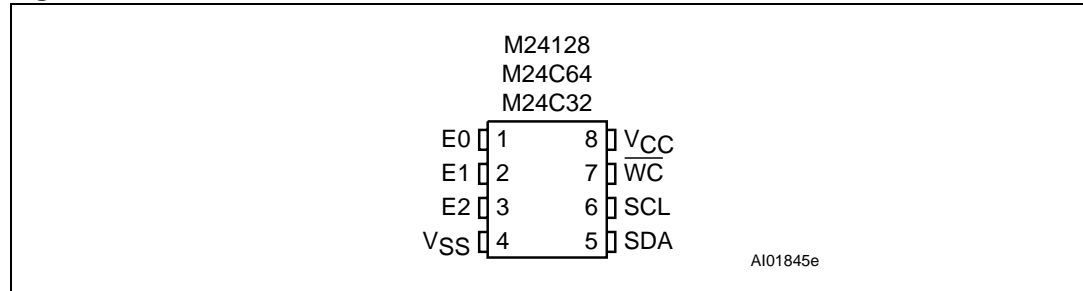 M24128
M24C64
M24C32
E0 1 8 VCC
E1 2 7 W̅C̅
E2 3 6 SCL
VSS 4 5 SDA
AI01845e